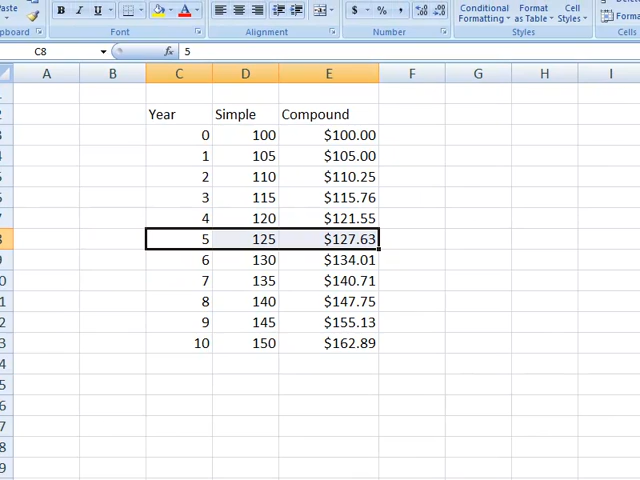 Paste
B I U A
$ % ,
Conditional Format Cell
Formatting as Table Styles
Clipboard Font Alignment Number Styles Cells
C8 fx 5
A B C D E F G H I
Year Simple Compound
0 100 $100.00
1 105 $105.00
2 110 $110.25
3 115 $115.76
4 120 $121.55
5 125 $127.63
6 130 $134.01
7 135 $140.71
8 140 $147.75
9 145 $155.13
10 150 $162.89